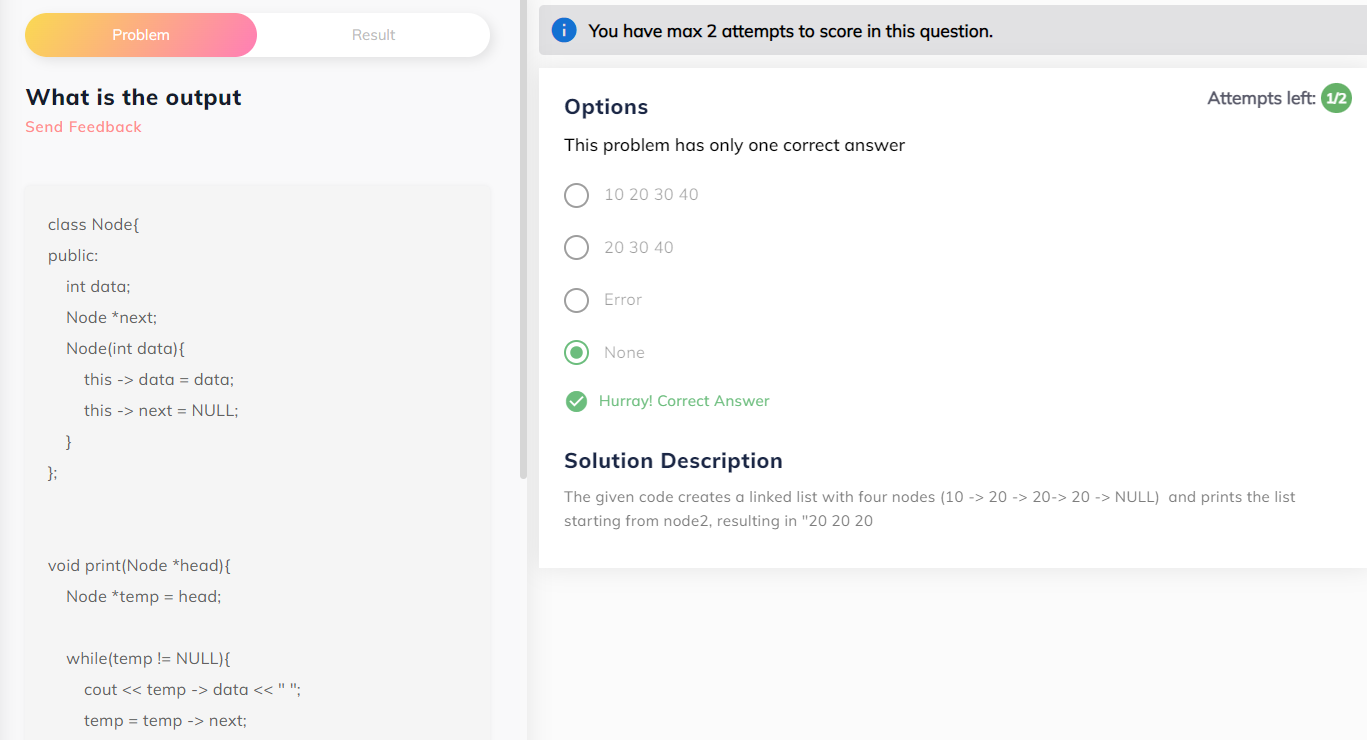 Problem
Result
What is the output
Send Feedback
class Node{
public:
int data;
Node *next;
Node(int data){
this -> data = data;
this -> next = NULL;
}
};
void print(Node *head){
Node *temp = head;
while(temp != NULL){
cout << temp -> data << " ";
temp = temp -> next;
You have max 2 attempts to score in this question.
Options
Attempts left: 1/2
This problem has only one correct answer
10 20 30 40
20 30 40
Error
None
Hurray! Correct Answer
Solution Description
The given code creates a linked list with four nodes (10 -> 20 -> 20-> 20 -> NULL)  and prints the list
starting from node2, resulting in "20 20 20